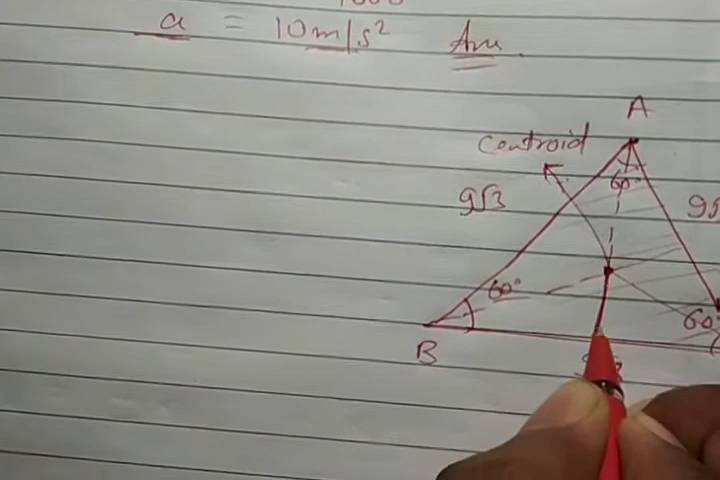 a = 10m/s² Ans.
A
Centroid
60°
9√3
60°
60°
B